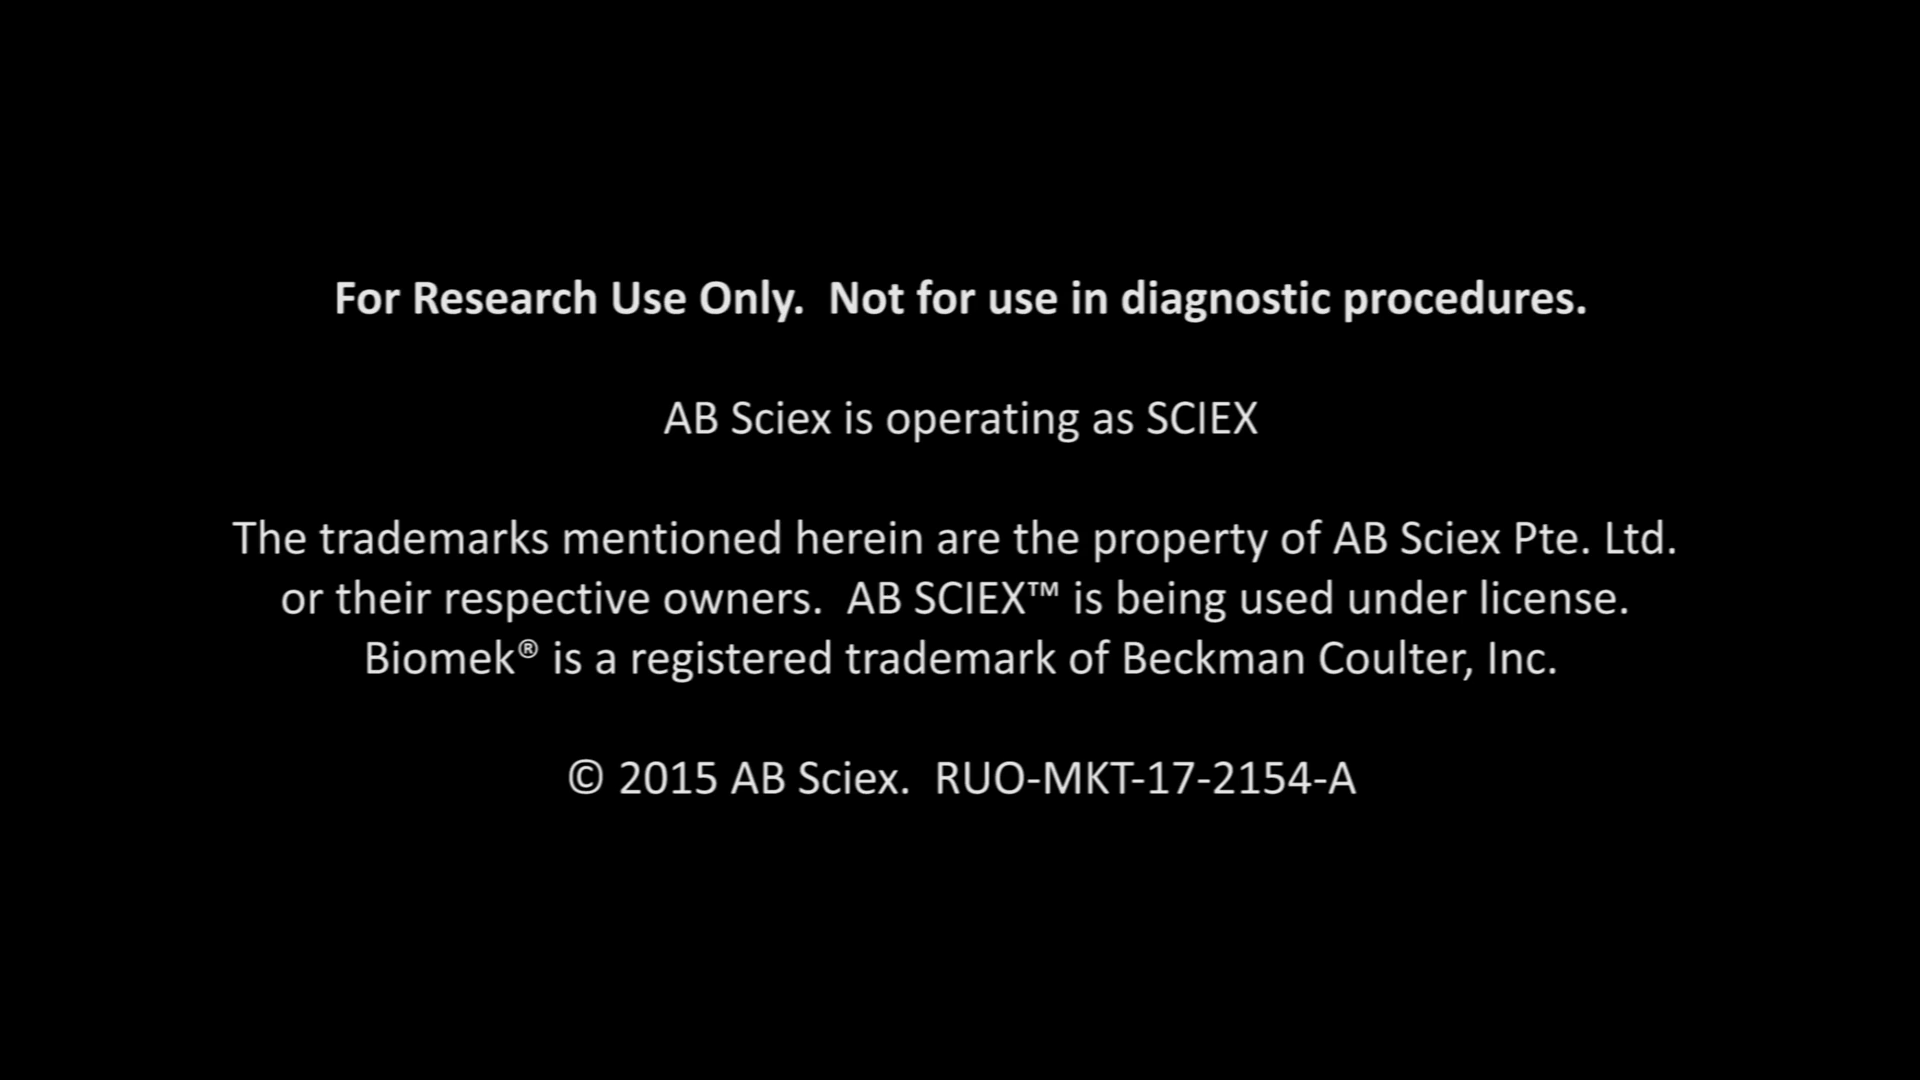 For Research Use Only.  Not for use in diagnostic procedures.
AB Sciex is operating as SCIEX
The trademarks mentioned herein are the property of AB Sciex Pte. Ltd.
or their respective owners.  AB SCIEX™ is being used under license.
Biomek® is a registered trademark of Beckman Coulter, Inc.
© 2015 AB Sciex.  RUO-MKT-17-2154-A